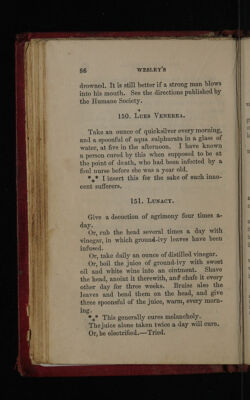 86 WESLEY'S
drowned. It is still better if a strong man blows
into his mouth. See the directions published by
the Humane Society.
150. LUES VENEREA.
Take an ounce of quicksilver every morning,
and a spoonful of aqua sulphurata in a glass of
water, at five in the afternoon. I have known
a person cured by this when supposed to be at
the point of death, who had been infected by a
foul nurse before she was a year old.
*** I insert this for the sake of such inno-
cent sufferers.
151. LUNACY.
Give a decoction of agrimony four times a-
day.
Or, rub the head several times a day with
vinegar, in which ground-ivy leaves have been
infused.
Or, take daily an ounce of distilled vinegar.
Or, boil the juice of ground-ivy with sweet
oil and white wine into an ointment. Shave
the head, anoint it therewith, and chafe it every
other day for three weeks. Bruise also the
leaves and bend them on the head, and give
three spoonsful of the juice, warm, every morn-
ing.
*** This generally cures melancholy.
The juice alone taken twice a day will cure.
Or, be electrified.—Tried.